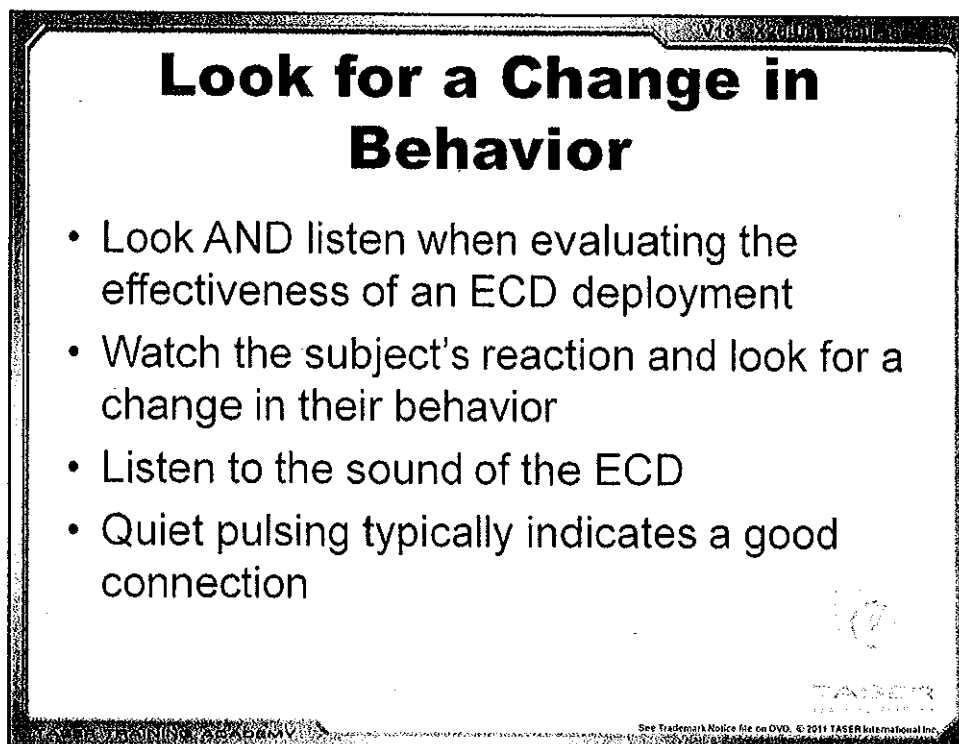 Look for a Change in
Behavior
• Look AND listen when evaluating the
effectiveness of an ECD deployment
• Watch the subject's reaction and look for a
change in their behavior
• Listen to the sound of the ECD
• Quiet pulsing typically indicates a good
connection
TASER
TASER TRAINING ACADEMY
See Trademark Notice file on DVD. © 2011 TASER International Inc.